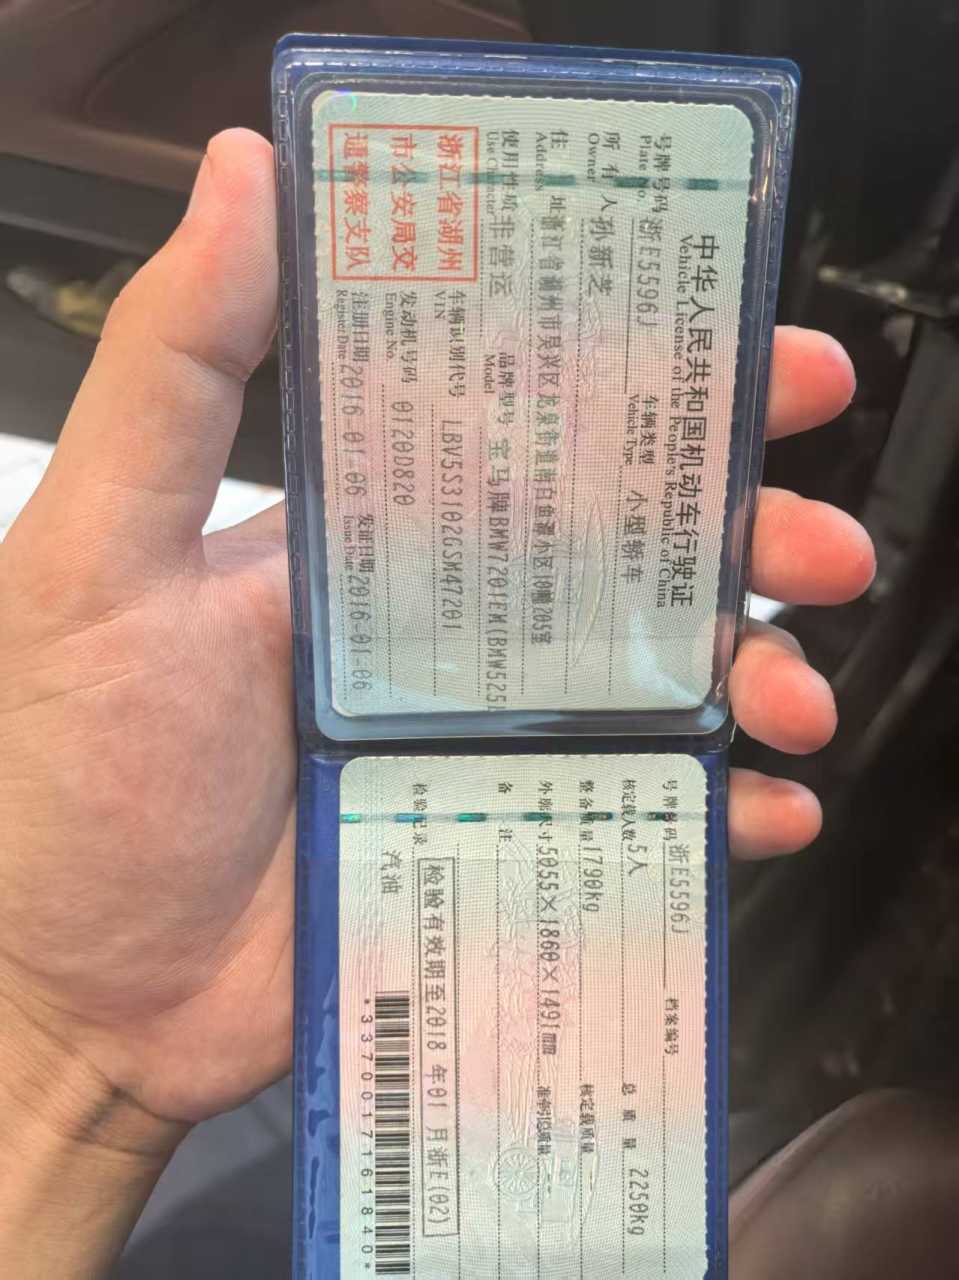 中华人民共和国机动车行驶证
Vehicle License of the People's Republic of China
号牌号码 浙E5596J 车辆类型 小型轿车
Plate No. Vehicle Type
所有人 孙新芝
Owner
住址 浙江省湖州市吴兴区龙泉街道南白鱼潭小区10幢205室
Address
使用性质 非营运 品牌型号 宝马牌BMW7201EM(BMW525
Use Character Model
浙江省湖州
市公安局交
通警察支队
车辆识别代号 LBV5S3102GSM47201
VIN
发动机号码 0120D820
Engine No.
注册日期 2016-01-06 发证日期 2016-01-06
Register Date Issue Date
号牌号码 浙E5596J 档案编号
核定载人数 5人 总质量 2250kg
整备质量 1790kg 核定载质量
外廓尺寸 5055×1860×1491mm 准牵引总质量
备注
检验有效期至2018年01月浙E(02)
检验记录
汽油
*3370017161840*